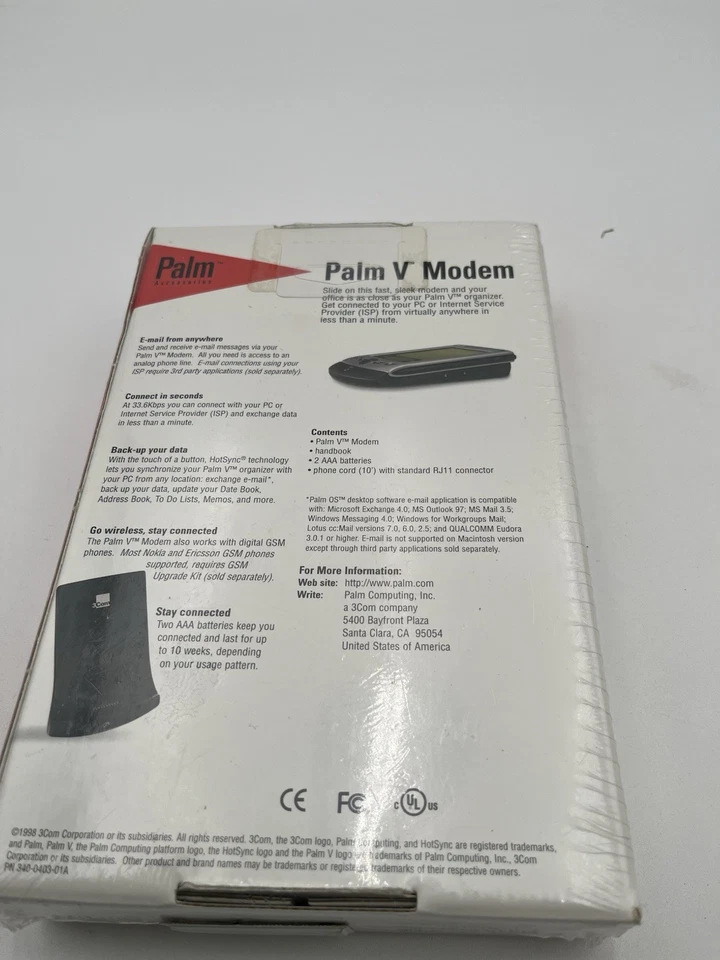 Palm™
Accessories
Palm V™ Modem
Slide on this fast, sleek modem and your
office is as close as your Palm V™ organizer.
Get connected to your PC or Internet Service
Provider (ISP) from virtually anywhere in
less than a minute.
E-mail from anywhere
Send and receive e-mail messages via your
Palm V™ Modem. All you need is access to an
analog phone line. E-mail connections using your
ISP require 3rd party applications (sold separately).
Connect in seconds
At 33.6Kbps you can connect with your PC or
Internet Service Provider (ISP) and exchange data
in less than a minute.
Back-up your data
With the touch of a button, HotSync® technology
lets you synchronize your Palm V™ organizer with
your PC from any location: exchange e-mail*,
back up your data, update your Date Book,
Address Book, To Do Lists, Memos, and more.
Go wireless, stay connected
The Palm V™ Modem also works with digital GSM
phones. Most Nokia and Ericsson GSM phones
supported, requires GSM
Upgrade Kit (sold separately).
3Com
Stay connected
Two AAA batteries keep you
connected and last for up
to 10 weeks, depending
on your usage pattern.
Contents
• Palm V™ Modem
• handbook
• 2 AAA batteries
• phone cord (10') with standard RJ11 connector
*Palm OS™ desktop software e-mail application is compatible
with: Microsoft Exchange 4.0; MS Outlook 97; MS Mail 3.5;
Windows Messaging 4.0; Windows for Workgroups Mail;
Lotus cc:Mail versions 7.0, 6.0, 2.5; and QUALCOMM Eudora
3.0.1 or higher. E-mail is not supported on Macintosh version
except through third party applications sold separately.
For More Information:
Web site: http://www.palm.com
Write: Palm Computing, Inc.
a 3Com company
5400 Bayfront Plaza
Santa Clara, CA 95054
United States of America
CE FC c UL us
©1998 3Com Corporation or its subsidiaries. All rights reserved. 3Com, the 3Com logo, Palm Computing, and HotSync are registered trademarks,
and Palm, Palm V, the Palm Computing platform logo, the HotSync logo and the Palm V logo are trademarks of Palm Computing, Inc., 3Com
Corporation or its subsidiaries. Other product and brand names may be trademarks or registered trademarks of their respective owners.
PN 340-0403-01A